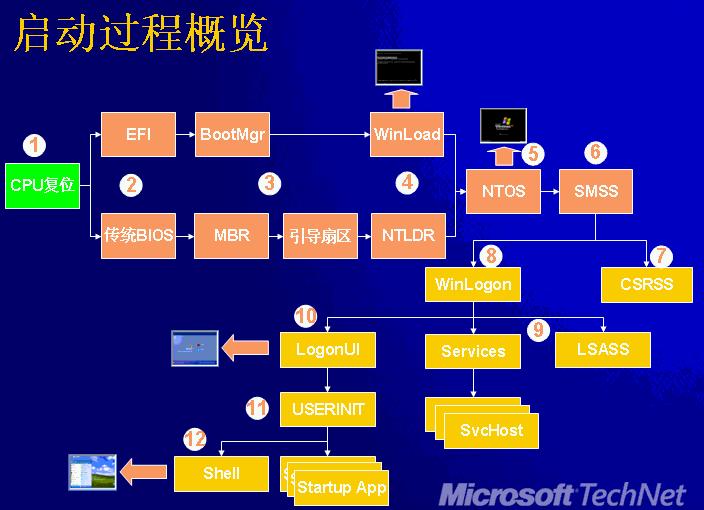 启动过程概览
1
EFI
BootMgr
WinLoad
CPU复位
2
3
4
5
6
NTOS
SMSS
传统BIOS
MBR
引导扇区
NTLDR
8
7
WinLogon
CSRSS
10
9
LogonUI
Services
LSASS
11
USERINIT
SvcHost
12
Shell
Startup App
Microsoft TechNet